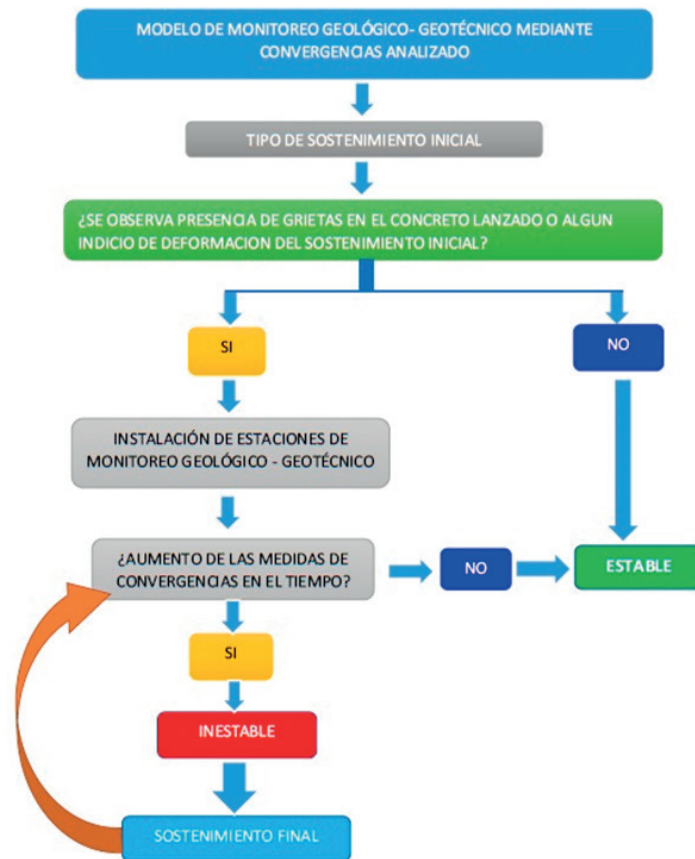 MODELO DE MONITOREO GEOLÓGICO- GEOTÉCNICO MEDIANTE
CONVERGENCIAS ANALIZADO
TIPO DE SOSTENIMIENTO INICIAL
¿SE OBSERVA PRESENCIA DE GRIETAS EN EL CONCRETO LANZADO O ALGUN
INDICIO DE DEFORMACION DEL SOSTENIMIENTO INICIAL?
SI
NO
INSTALACIÓN DE ESTACIONES DE
MONITOREO GEOLÓGICO - GEOTÉCNICO
¿AUMENTO DE LAS MEDIDAS DE
CONVERGENCIAS EN EL TIEMPO?
NO
ESTABLE
SI
INESTABLE
SOSTENIMIENTO FINAL